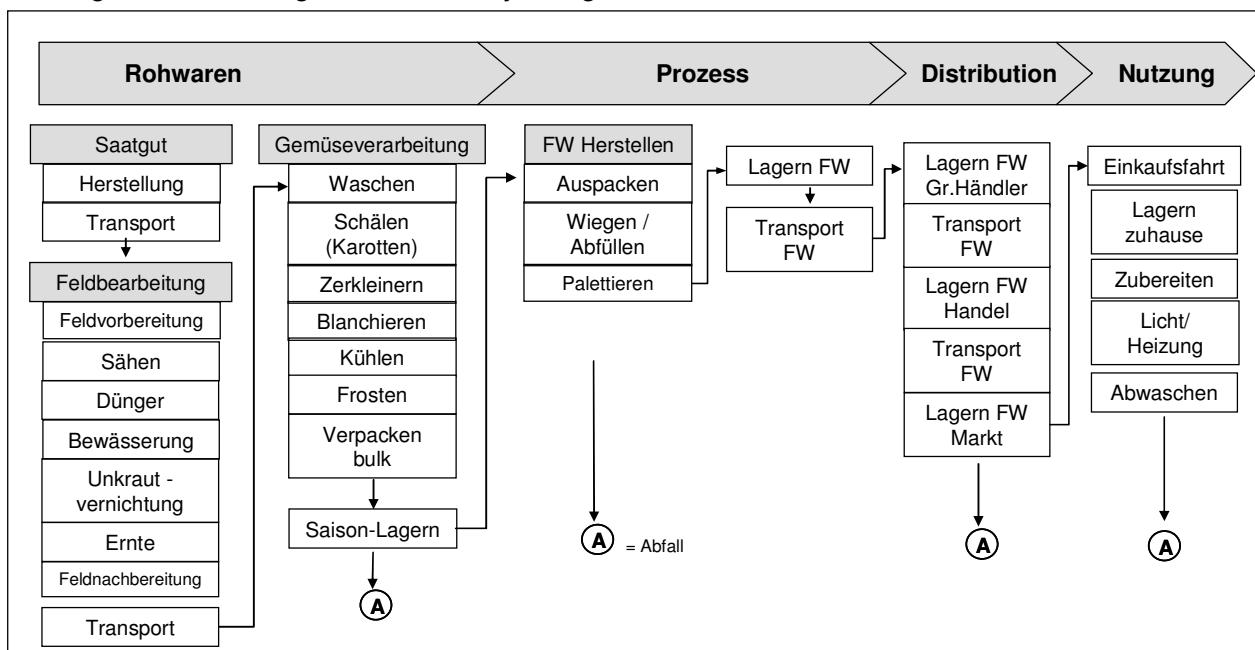 Rohwaren
Prozess
Distribution
Nutzung
Saatgut
Herstellung
Transport
Feldbearbeitung
Feldvorbereitung
Sähen
Dünger
Bewässerung
Unkraut -
vernichtung
Ernte
Feldnachbereitung
Transport
Gemüseverarbeitung
Waschen
Schälen
(Karotten)
Zerkleinern
Blanchieren
Kühlen
Frosten
Verpacken
bulk
Saison-Lagern
A
FW Herstellen
Auspacken
Wiegen /
Abfüllen
Palettieren
A = Abfall
Lagern FW
Transport
FW
Lagern FW
Gr.Händler
Transport
FW
Lagern FW
Handel
Transport
FW
Lagern FW
Markt
A
Einkaufsfahrt
Lagern
zuhause
Zubereiten
Licht/
Heizung
Abwaschen
A